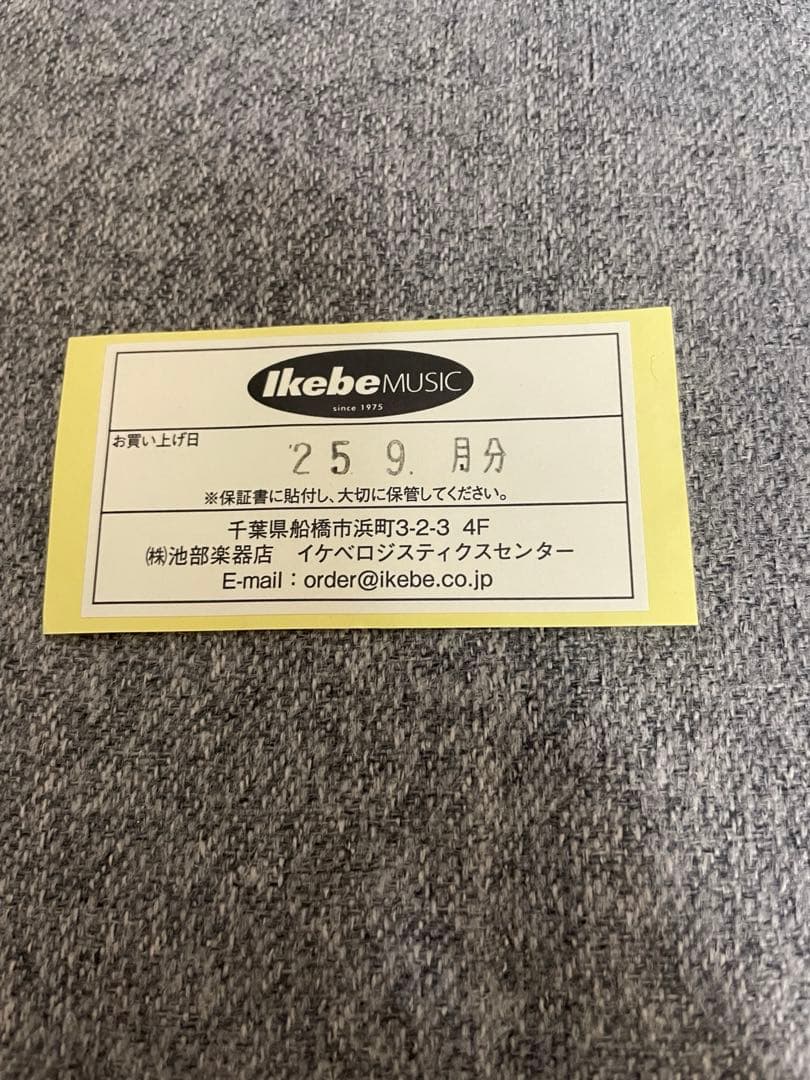 Ikebe MUSIC
since 1975
お買い上げ日
'25 9. 月分
※保証書に貼付し、大切に保管してください。
千葉県船橋市浜町3-2-3 4F
㈱池部楽器店 イケベロジスティクスセンター
E-mail：order@ikebe.co.jp